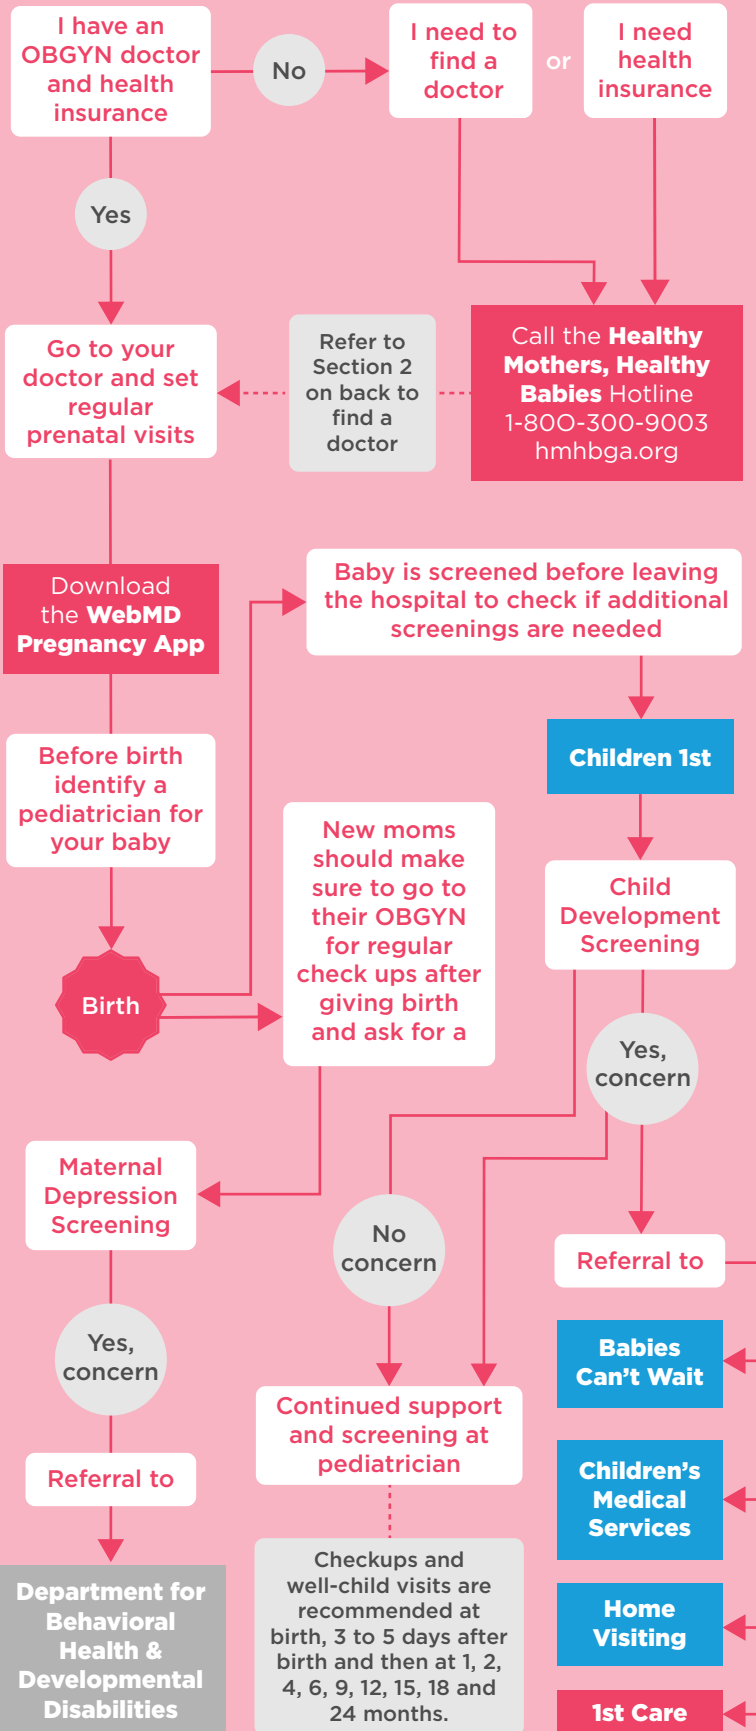 I have an
OBGYN doctor
and health
insurance
No
I need to
find a
doctor
or
I need
health
insurance
Yes
Go to your
doctor and set
regular
prenatal visits
Refer to
Section 2
on back to
find a
doctor
Call the Healthy
Mothers, Healthy
Babies Hotline
1-800-300-9003
hmhbga.org
Download
the WebMD
Pregnancy App
Baby is screened before leaving
the hospital to check if additional
screenings are needed
Children 1st
Before birth
identify a
pediatrician for
your baby
New moms
should make
sure to go to
their OBGYN
for regular
check ups after
giving birth
and ask for a
Child
Development
Screening
Birth
Yes,
concern
Maternal
Depression
Screening
No
concern
Referral to
Yes,
concern
Babies
Can't Wait
Continued support
and screening at
pediatrician
Referral to
Children's
Medical
Services
Department for
Behavioral
Health &
Developmental
Disabilities
Checkups and
well-child visits are
recommended at
birth, 3 to 5 days after
birth and then at 1, 2,
4, 6, 9, 12, 15, 18 and
24 months.
Home
Visiting
1st Care